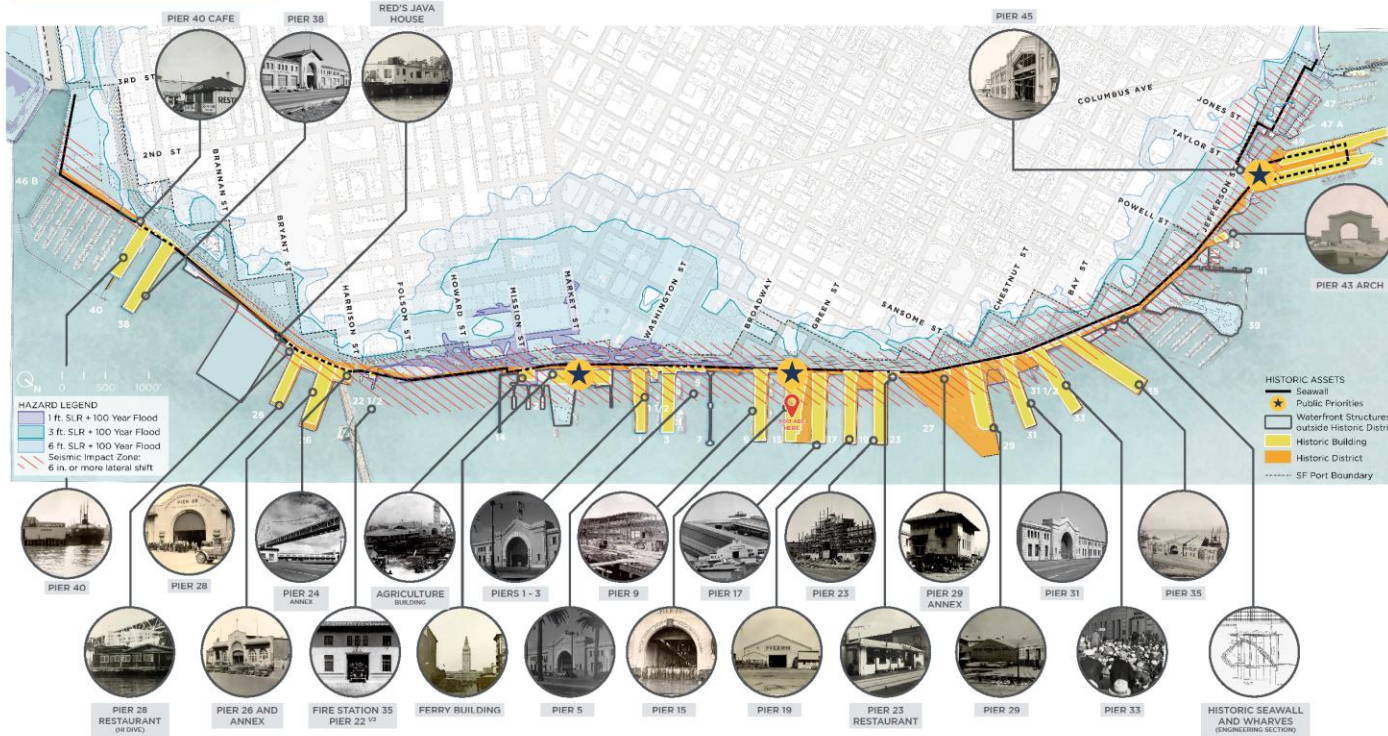 PIER 40 CAFE
PIER 38
RED'S JAVA
HOUSE
PIER 45
3RD ST
2ND ST
BRANNAN ST
BRYANT ST
HARRISON ST
FOLSOM ST
HOWARD ST
MISSION ST
MARKET ST
WASHINGTON ST
BROADWAY
GREEN ST
SANSOME ST
CHESTNUT ST
BAY ST
POWELL ST
JEFFERSON ST
TAYLOR ST
JONES ST
COLUMBUS AVE
47
47 A
45
43
41
39
46 B
40
38
28
26
22 1/2
14
1
1 1/2
3
5
7
9
15
17
19
23
27
29
31
31 1/2
33
35
YOU ARE
HERE
PIER 43 ARCH
N
0 500' 1000'
HAZARD LEGEND
1 ft. SLR + 100 Year Flood
3 ft. SLR + 100 Year Flood
6 ft. SLR + 100 Year Flood
Seismic Impact Zone:
6 in. or more lateral shift
HISTORIC ASSETS
Seawall
Public Priorities
Waterfront Structures
outside Historic Distri
Historic Building
Historic District
SF Port Boundary
PIER 40
PIER 28
PIER 24
ANNEX
AGRICULTURE
BUILDING
PIERS 1 - 3
PIER 9
PIER 17
PIER 23
PIER 29
ANNEX
PIER 31
PIER 35
PIER 28
RESTAURANT
(HI DIVE)
PIER 26 AND
ANNEX
FIRE STATION 35
PIER 22 1/2
FERRY BUILDING
PIER 5
PIER 15
PIER 19
PIER 23
RESTAURANT
PIER 29
PIER 33
HISTORIC SEAWALL
AND WHARVES
(ENGINEERING SECTION)